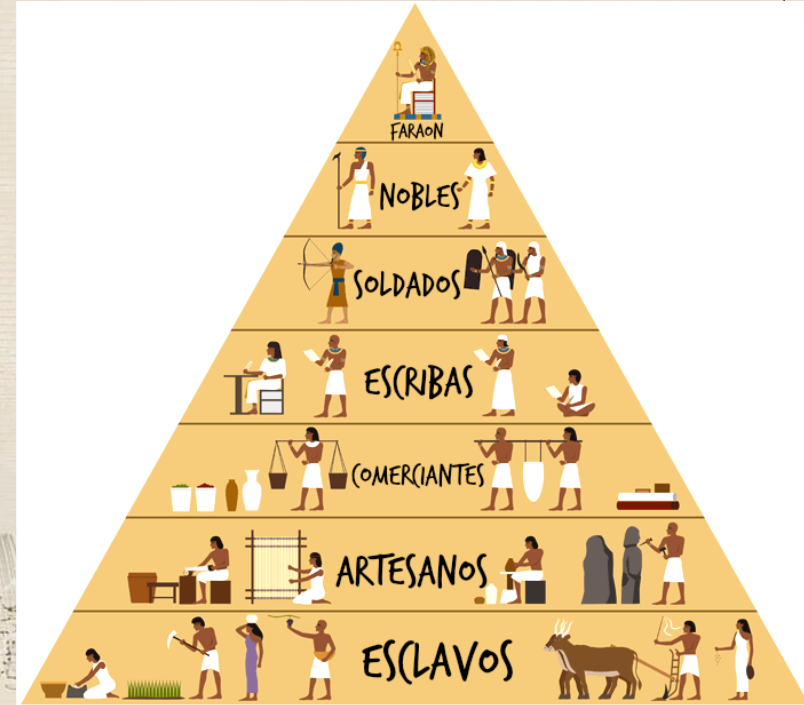 FARAON
NOBLES
SOLDADOS
ESCRIBAS
COMERCIANTES
ARTESANOS
ESCLAVOS